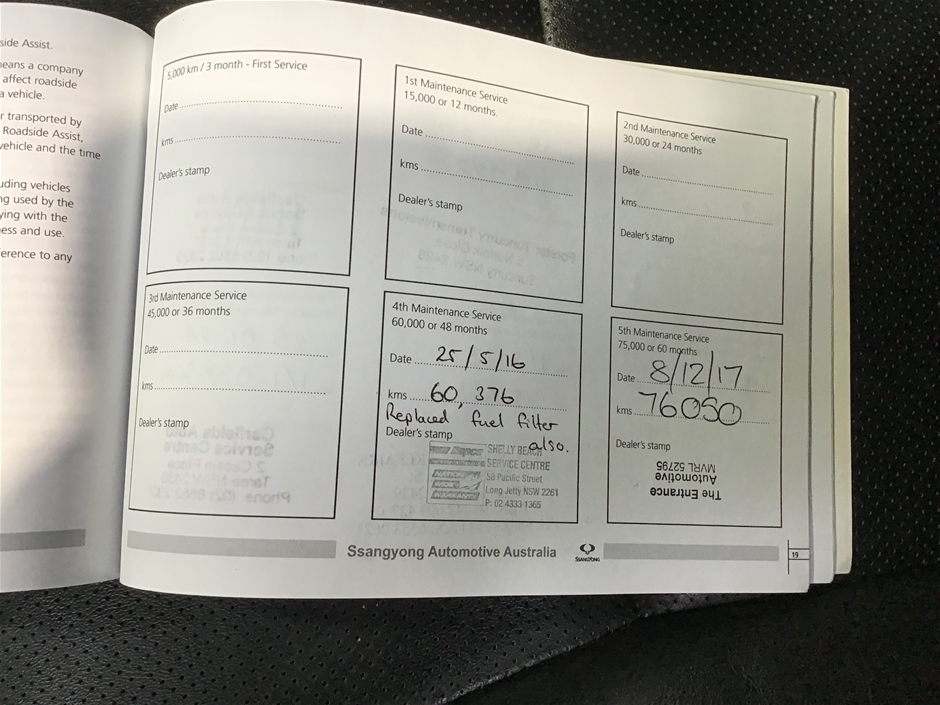 side Assist.
means a company
affect roadside
a vehicle.
r transported by
Roadside Assist,
vehicle and the time
uding vehicles
ng used by the
ying with the
ess and use.
ference to any
5,000 km / 3 month - First Service
Date
kms
Dealer's stamp
1st Maintenance Service
15,000 or 12 months.
Date
kms
Dealer's stamp
2nd Maintenance Service
30,000 or 24 months
Date
kms
Dealer's stamp
3rd Maintenance Service
45,000 or 36 months
Date
kms
Dealer's stamp
4th Maintenance Service
60,000 or 48 months
Date 25/5/16
kms 60,376
Replaced fuel filter
also.
Dealer's stamp
SHELLY BEACH
SERVICE CENTRE
58 Pacific Street
Long Jetty NSW 2261
P: 02 4333 1365
5th Maintenance Service
75,000 or 60 months
Date 8/12/17
kms 76050
Dealer's stamp
The Entrance
Automotive
MVRL 52795
Ssangyong Automotive Australia
SSANGYONG
19